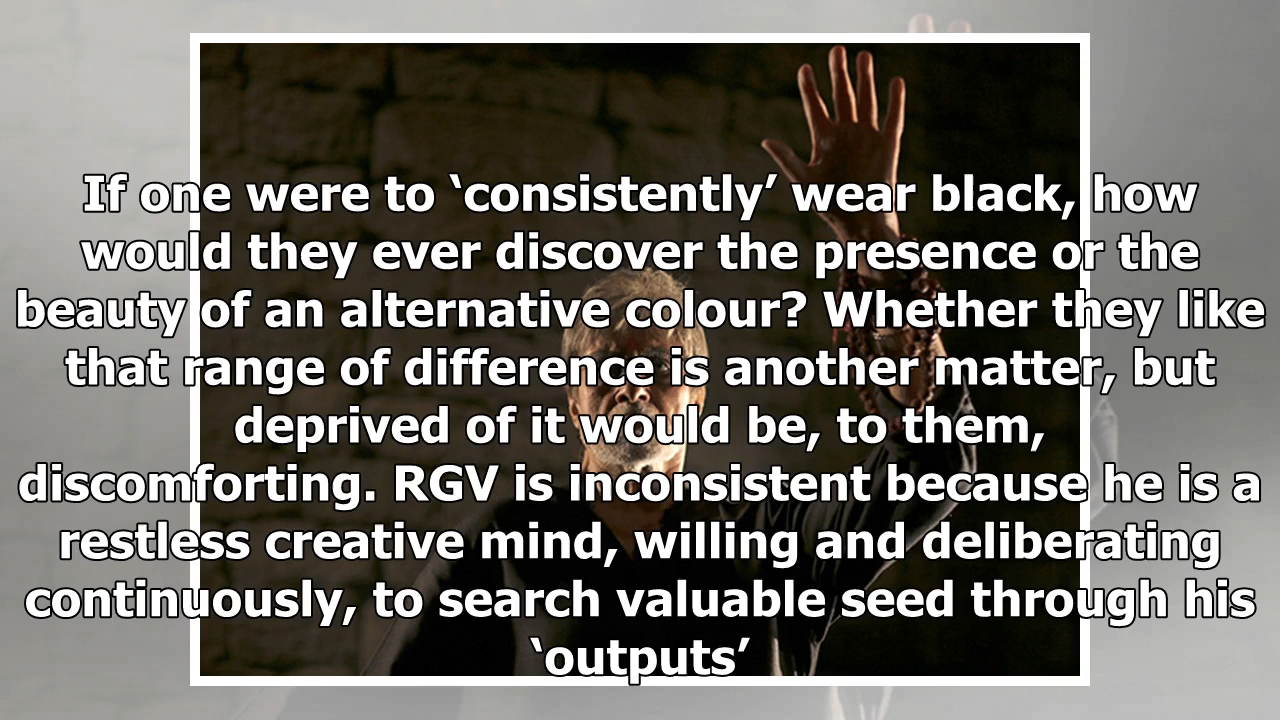 If one were to ‘consistently’ wear black, how
would they ever discover the presence or the
beauty of an alternative colour? Whether they like
that range of difference is another matter, but
deprived of it would be, to them,
discomforting. RGV is inconsistent because he is a
restless creative mind, willing and deliberating
continuously, to search valuable seed through his
‘outputs’